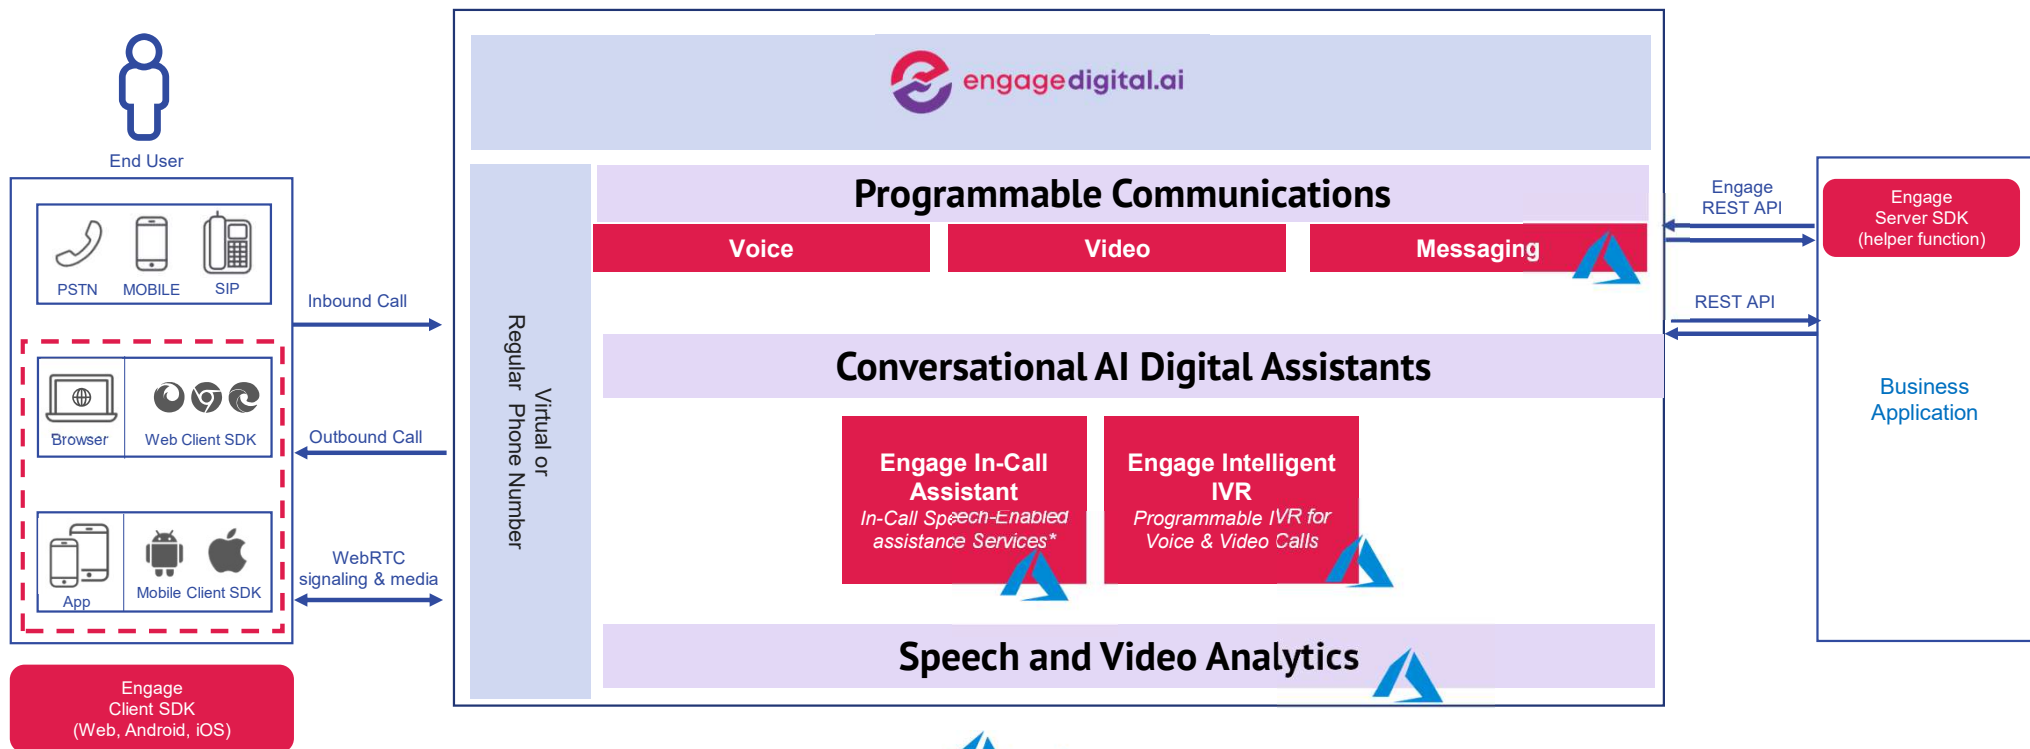 engagedigital.ai
End User
PSTN
MOBILE
SIP
Browser
Web Client SDK
App
Mobile Client SDK
Engage
Client SDK
(Web, Android, iOS)
Inbound Call
Outbound Call
WebRTC
signaling & media
Virtual or
Regular Phone Number
Programmable Communications
Voice
Video
Messaging
Conversational AI Digital Assistants
Engage In-Call
Assistant
In-Call Speech-Enabled
assistance Services*
Engage Intelligent
IVR
Programmable IVR for
Voice & Video Calls
Speech and Video Analytics
Engage
REST API
REST API
Engage
Server SDK
(helper function)
Business
Application